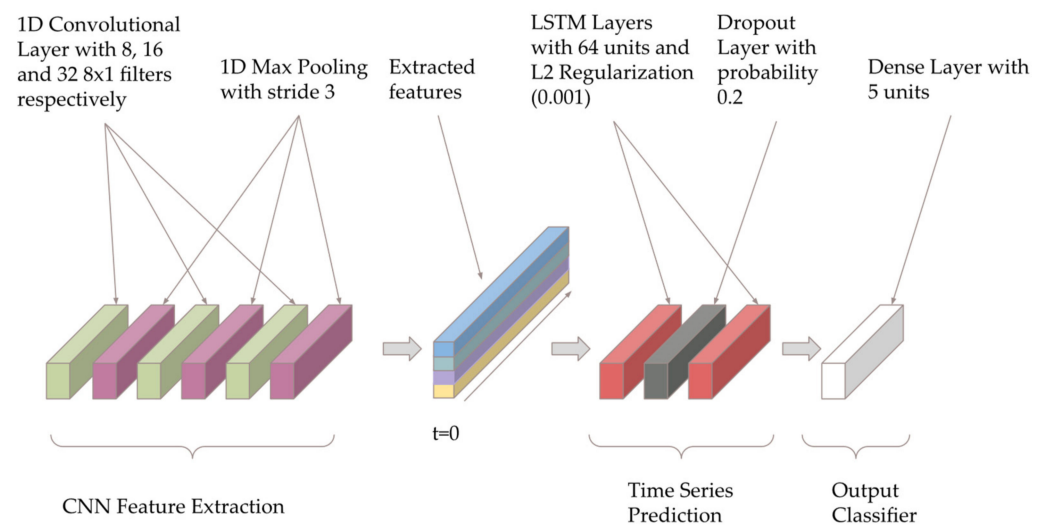 1D Convolutional
Layer with 8, 16
and 32 8x1 filters
respectively
1D Max Pooling
with stride 3
Extracted
features
LSTM Layers
with 64 units and
L2 Regularization
(0.001)
Dropout
Layer with
probability
0.2
Dense Layer with
5 units
t=0
CNN Feature Extraction
Time Series
Prediction
Output
Classifier